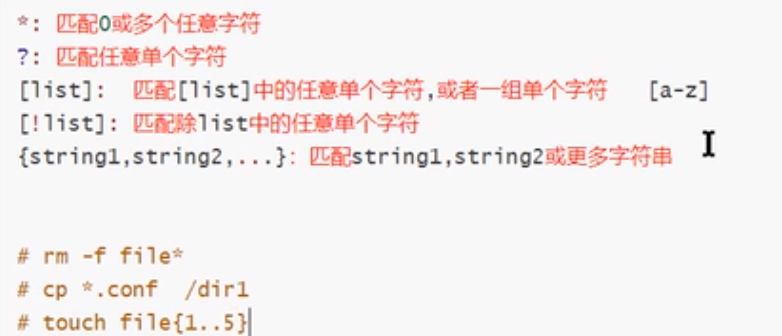 *: 匹配0或多个任意字符
?: 匹配任意单个字符
[list]: 匹配[list]中的任意单个字符,或者一组单个字符 [a-z]
[!list]: 匹配除list中的任意单个字符
{string1,string2,...}: 匹配string1,string2或更多字符串
# rm -f file*
# cp *.conf /dir1
# touch file{1..5}